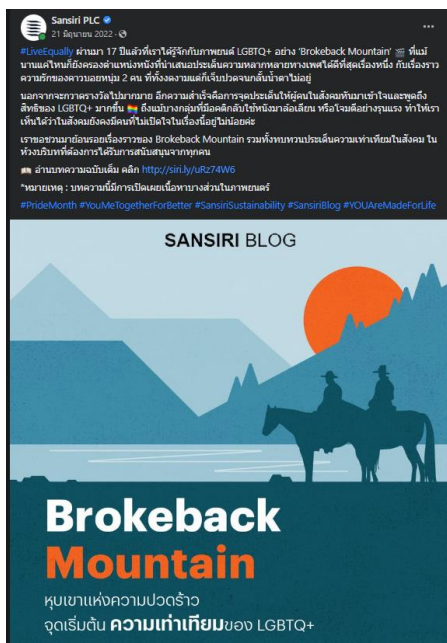 Sansiri PLC
21 มิถุนายน 2022 ·
#LiveEqually ผ่านมา 17 ปีแล้วที่เราได้รู้จักกับภาพยนต์ LGBTQ+ อย่าง 'Brokeback Mountain' 🎬 ที่แม้
นานแค่ไหนก็ยังครองตำแหน่งหนังที่นำเสนอประเด็นความหลากหลายทางเพศได้ดีที่สุดเรื่องหนึ่ง กับเรื่องราว
ความรักของคาวบอยหนุ่ม 2 คน ที่ทั้งงดงามแต่ก็เจ็บปวดจนกลั้นน้ำตาไม่อยู่
นอกจากจะกวาดรางวัลไปมากมาย อีกความสำเร็จคือการจุดประเด็นให้ผู้คนในสังคมหันมาเข้าใจและพูดถึง
สิทธิของ LGBTQ+ มากขึ้น 🏳️‍🌈 ถึงแม้บางกลุ่มที่มีอคติกลับใช้หนังมาล้อเลียน หรือโจมตีอย่างรุนแรง ทำให้เรา
เห็นได้ว่าในสังคมยังคงมีคนที่ไม่เปิดใจในเรื่องนี้อยู่ไม่น้อยค่ะ
เราขอชวนมาย้อนรอยเรื่องราวของ Brokeback Mountain รวมทั้งทบทวนประเด็นความเท่าเทียมในสังคม ใน
ห้วงบริบทที่ต้องการได้รับการสนับสนุนจากทุกคน
📖 อ่านบทความฉบับเต็ม คลิก http://siri.ly/uRz74W6
*หมายเหตุ : บทความนี้มีการเปิดเผยเนื้อหาบางส่วนในภาพยนตร์
#PrideMonth #YouMeTogetherForBetter #SansiriSustainability #SansiriBlog #YOUAreMadeForLife
SANSIRI BLOG
Brokeback
Mountain
หุบเขาแห่งความปวดร้าว
จุดเริ่มต้น ความเท่าเทียมของ LGBTQ+